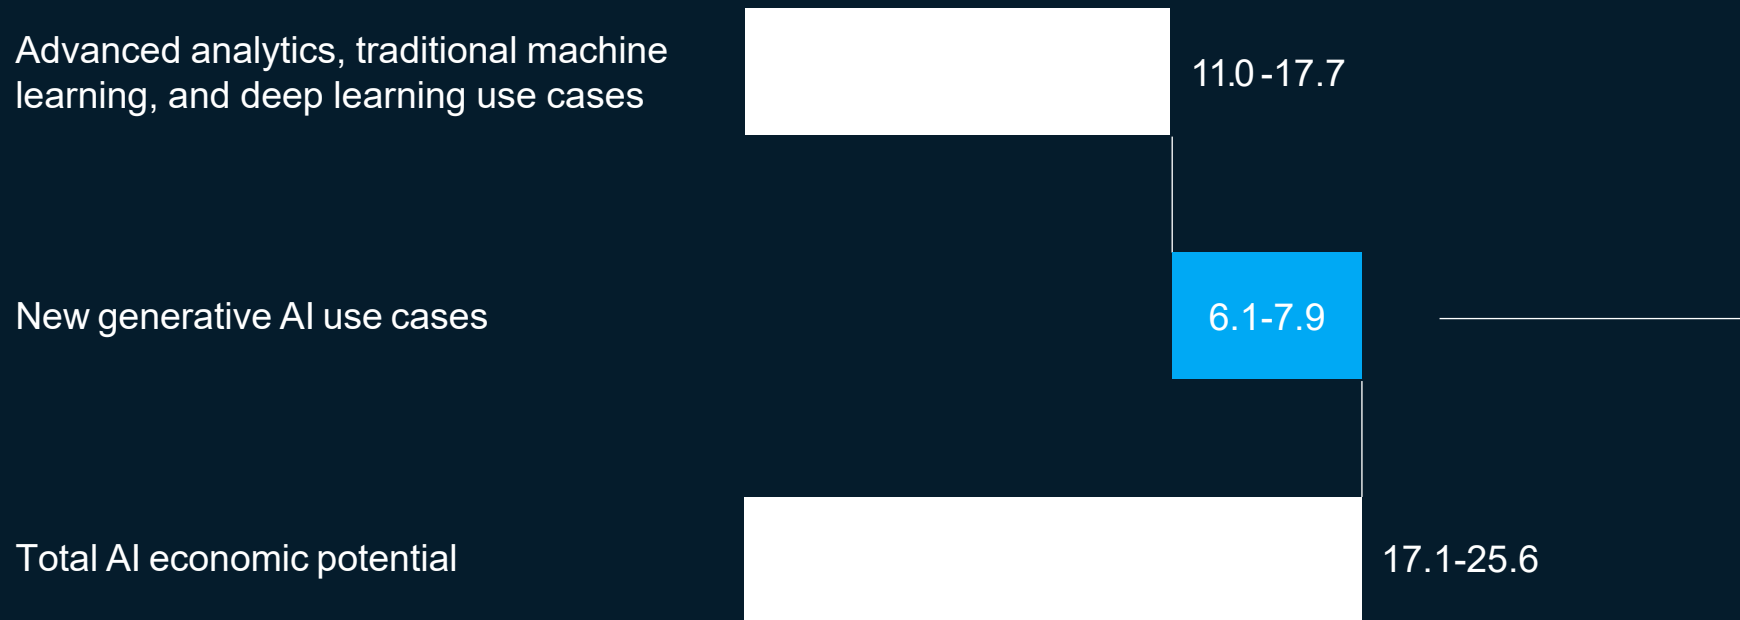 Advanced analytics, traditional machine
learning, and deep learning use cases
11.0 -17.7
New generative AI use cases
6.1-7.9
Total AI economic potential
17.1-25.6